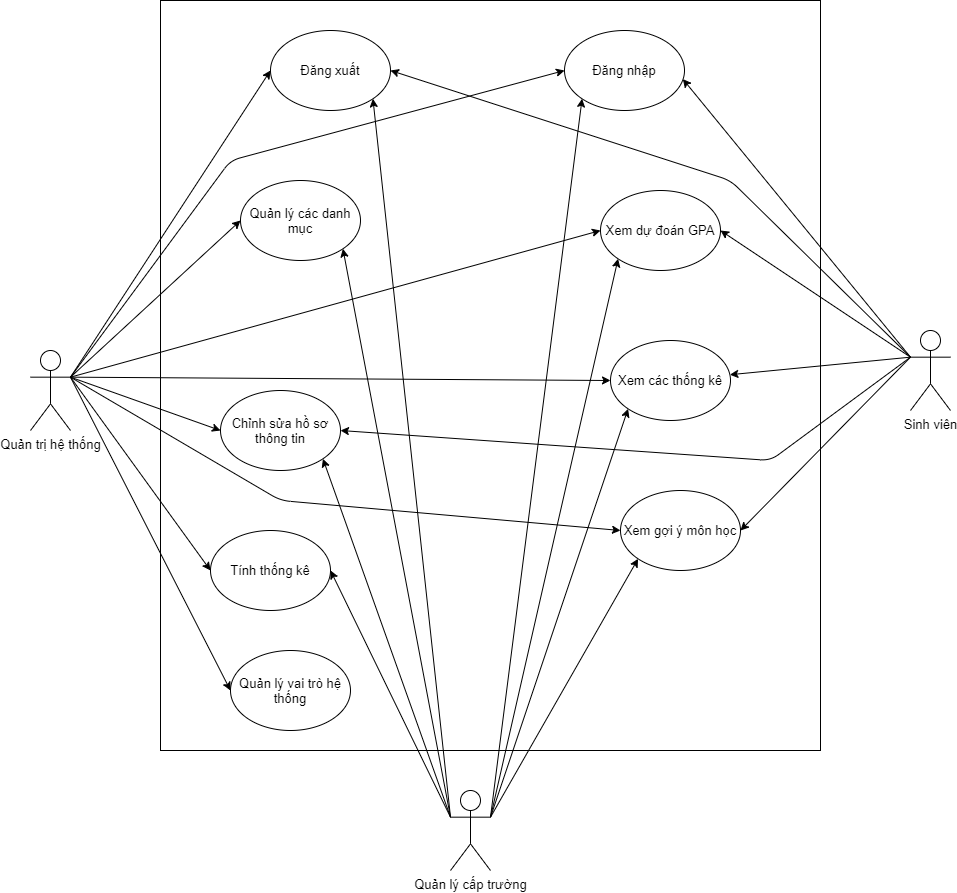 Đăng xuất
Đăng nhập
Quản lý các danh
mục
Xem dự đoán GPA
Xem các thống kê
Chỉnh sửa hồ sơ
thông tin
Quản trị hệ thống
Sinh viên
Xem gợi ý môn học
Tính thống kê
Quản lý vai trò hệ
thống
Quản lý cấp trường